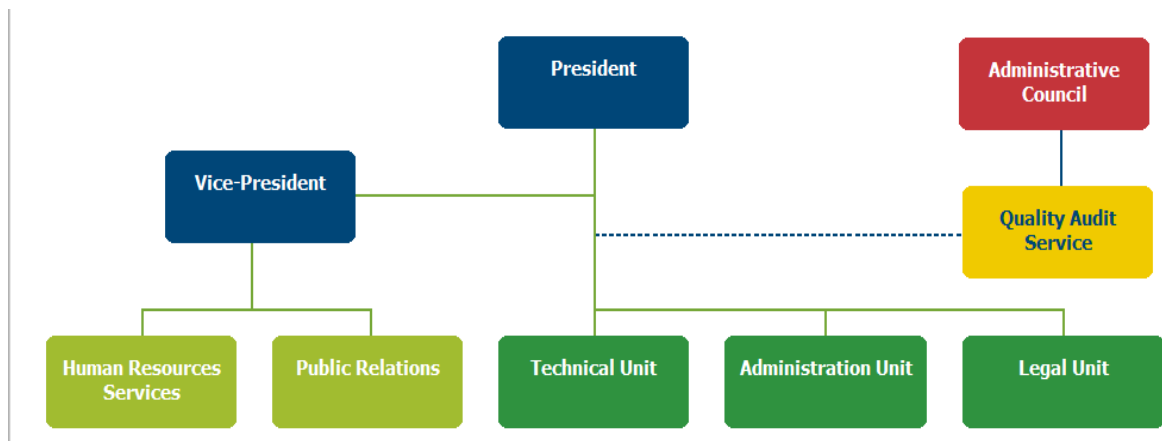 President
Administrative
Council
Vice-President
Quality Audit
Service
Human Resources
Services
Public Relations
Technical Unit
Administration Unit
Legal Unit